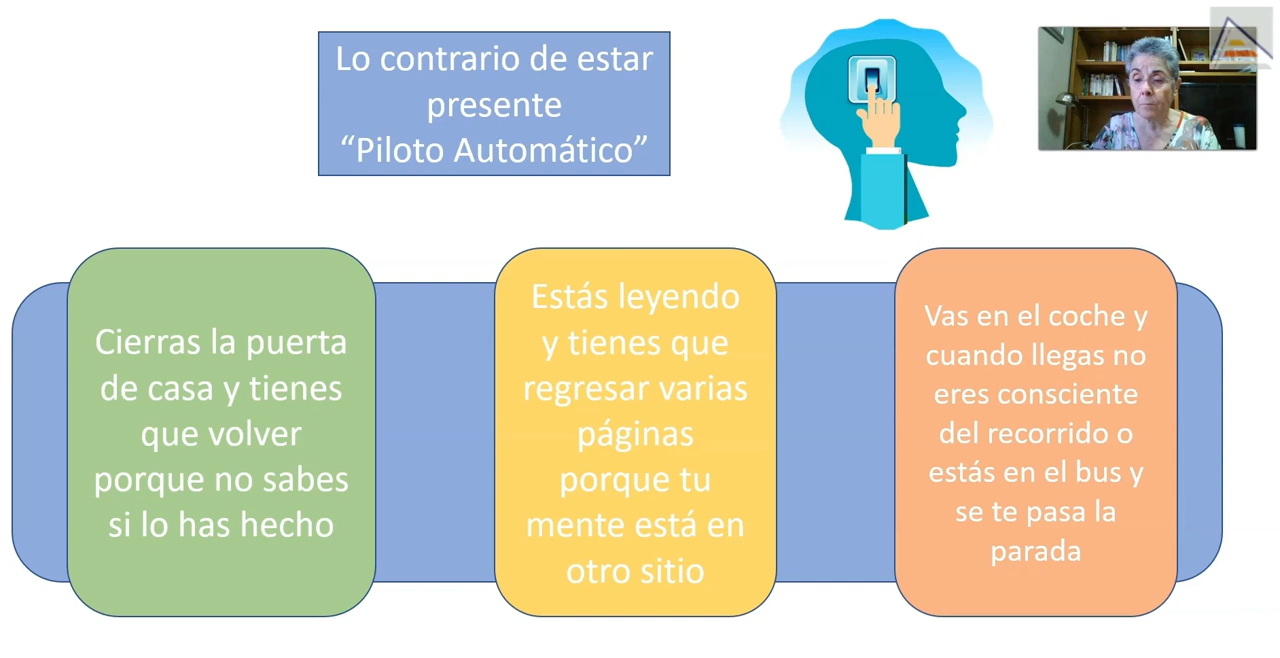 Lo contrario de estar
presente
“Piloto Automático”
Cierras la puerta
de casa y tienes
que volver
porque no sabes
si lo has hecho
Estás leyendo
y tienes que
regresar varias
páginas
porque tu
mente está en
otro sitio
Vas en el coche y
cuando llegas no
eres consciente
del recorrido o
estás en el bus y
se te pasa la
parada